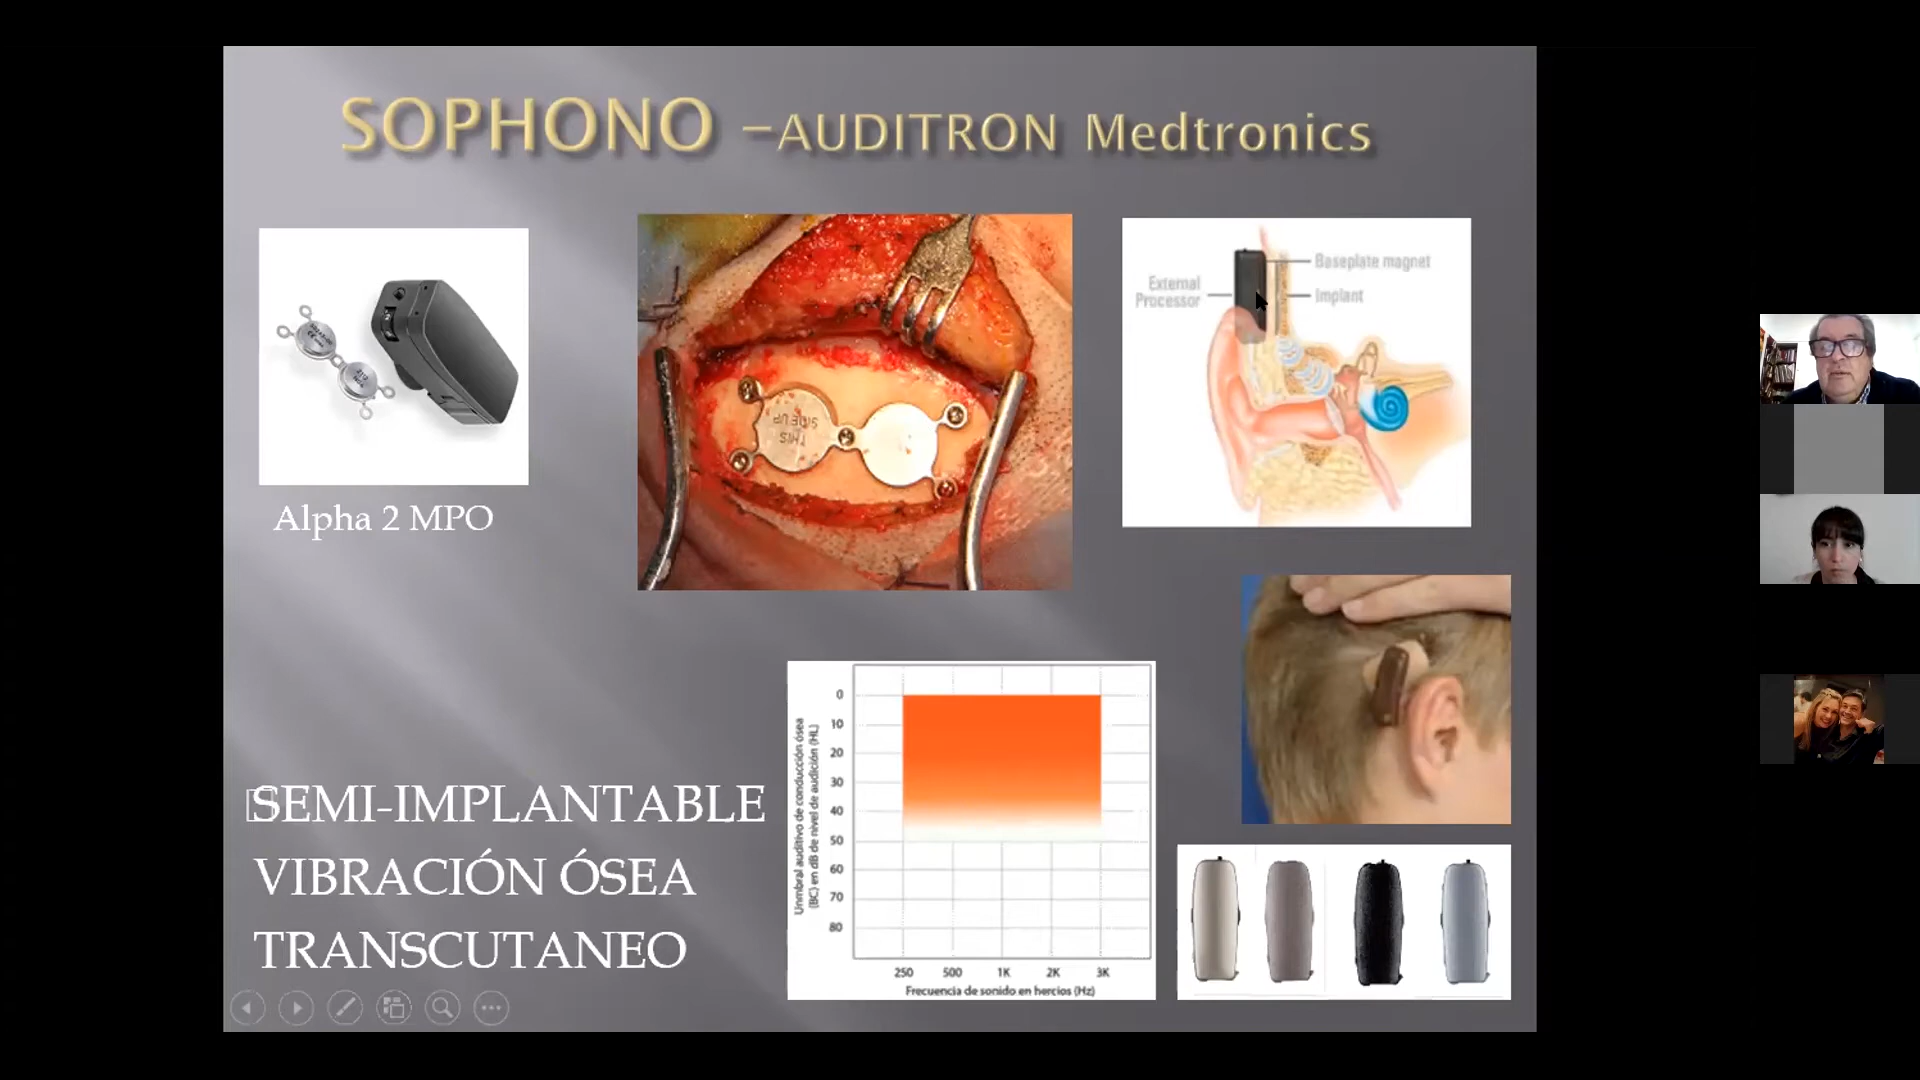 SOPHONO –AUDITRON Medtronics
Alpha 2 MPO
THIS
SIDE UP
External
Processor
Baseplate magnet
Implant
SEMI-IMPLANTABLE
VIBRACIÓN ÓSEA
TRANSCUTANEO
Unmbral auditivo de conducción ósea
(BC) en dB de nivel de audición (HL)
0
10
20
30
40
50
60
70
80
250 500 1K 2K 3K
Frecuencia de sonido en hercios (Hz)